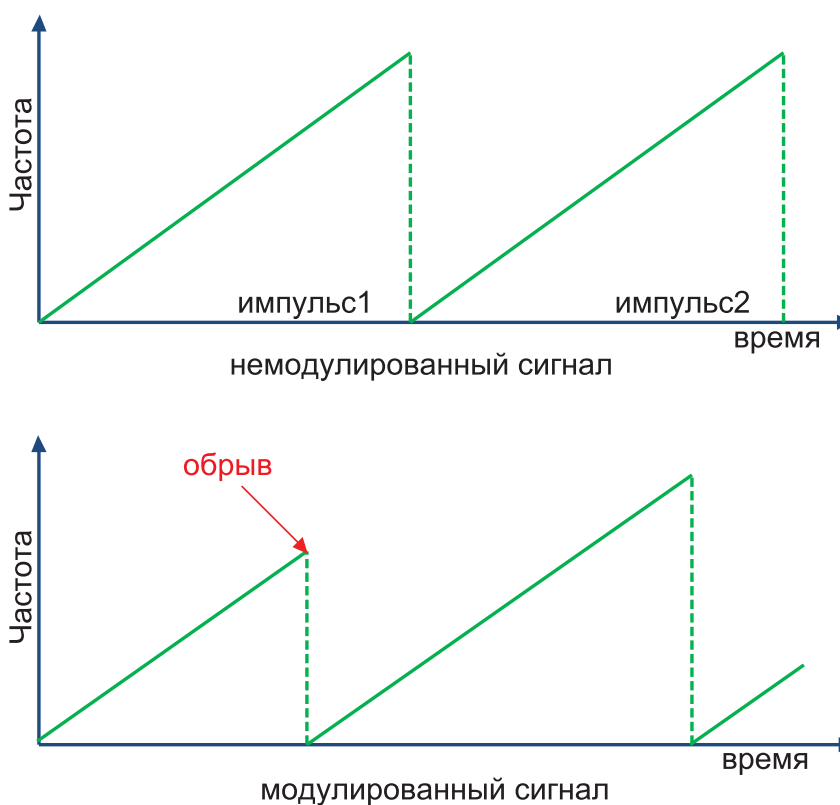 Частота
импульс1
импульс2
время
немодулированный сигнал
обрыв
Частота
время
модулированный сигнал